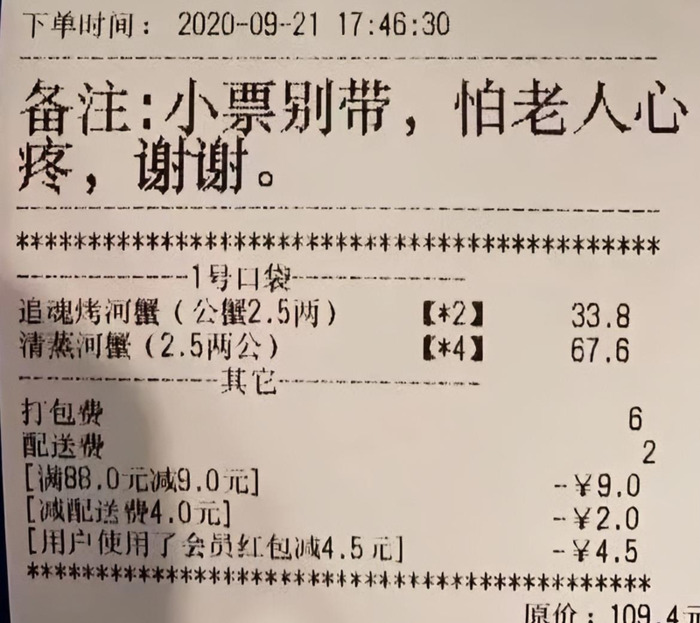 下单时间： 2020-09-21 17:46:30
备注:小票别带，怕老人心
疼，谢谢。
********************************************
1号口袋
追魂烤河蟹（公蟹2.5两） 【*2】 33.8
清蒸河蟹（2.5两公） 【*4】 67.6
其它
打包费 6
配送费 2
[满88.0元减9.0元] -¥9.0
[减配送费4.0元] -¥2.0
[用户使用了会员红包减4.5元] -¥4.5
********************************************
原价：109.4元